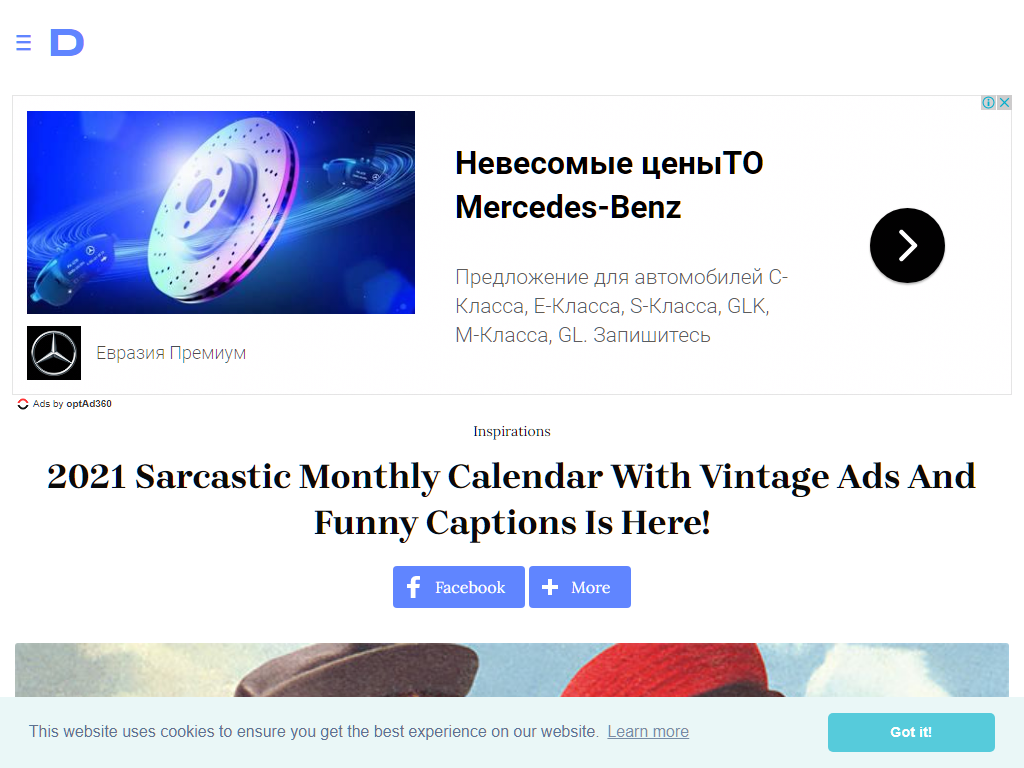 D
Невесомые ценыТО
Mercedes-Benz
Предложение для автомобилей C-
Класса, E-Класса, S-Класса, GLK,
M-Класса, GL. Запишитесь
Евразия Премиум
Ads by optAd360
Inspirations
2021 Sarcastic Monthly Calendar With Vintage Ads And
Funny Captions Is Here!
Facebook
More
This website uses cookies to ensure you get the best experience on our website. Learn more
Got it!